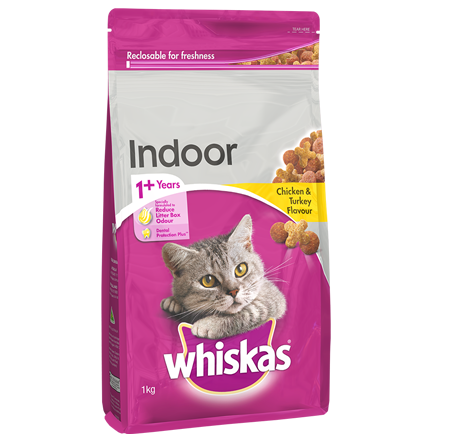 Reclosable for freshness
Indoor
1+ Years
Specially
formulated to
Reduce
Litter Box
Odour
Dental
Protection Plus™
Chicken &
Turkey
Flavour
whiskas®
1kg